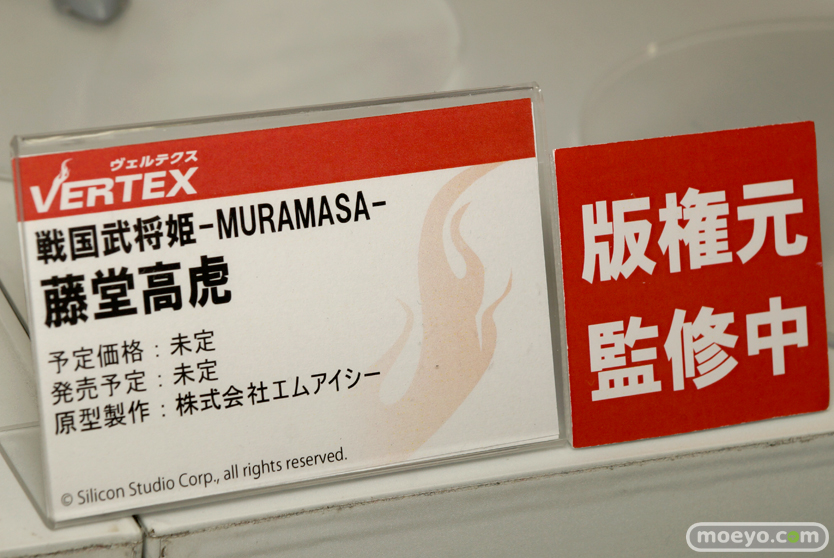 ヴェルテクス
VERTEX
戦国武将姫-MURAMASA-
藤堂高虎
予定価格：未定
発売予定：未定
原型製作：株式会社エムアイシー
© Silicon Studio Corp., all rights reserved.
版権元
監修中
moeyo.com